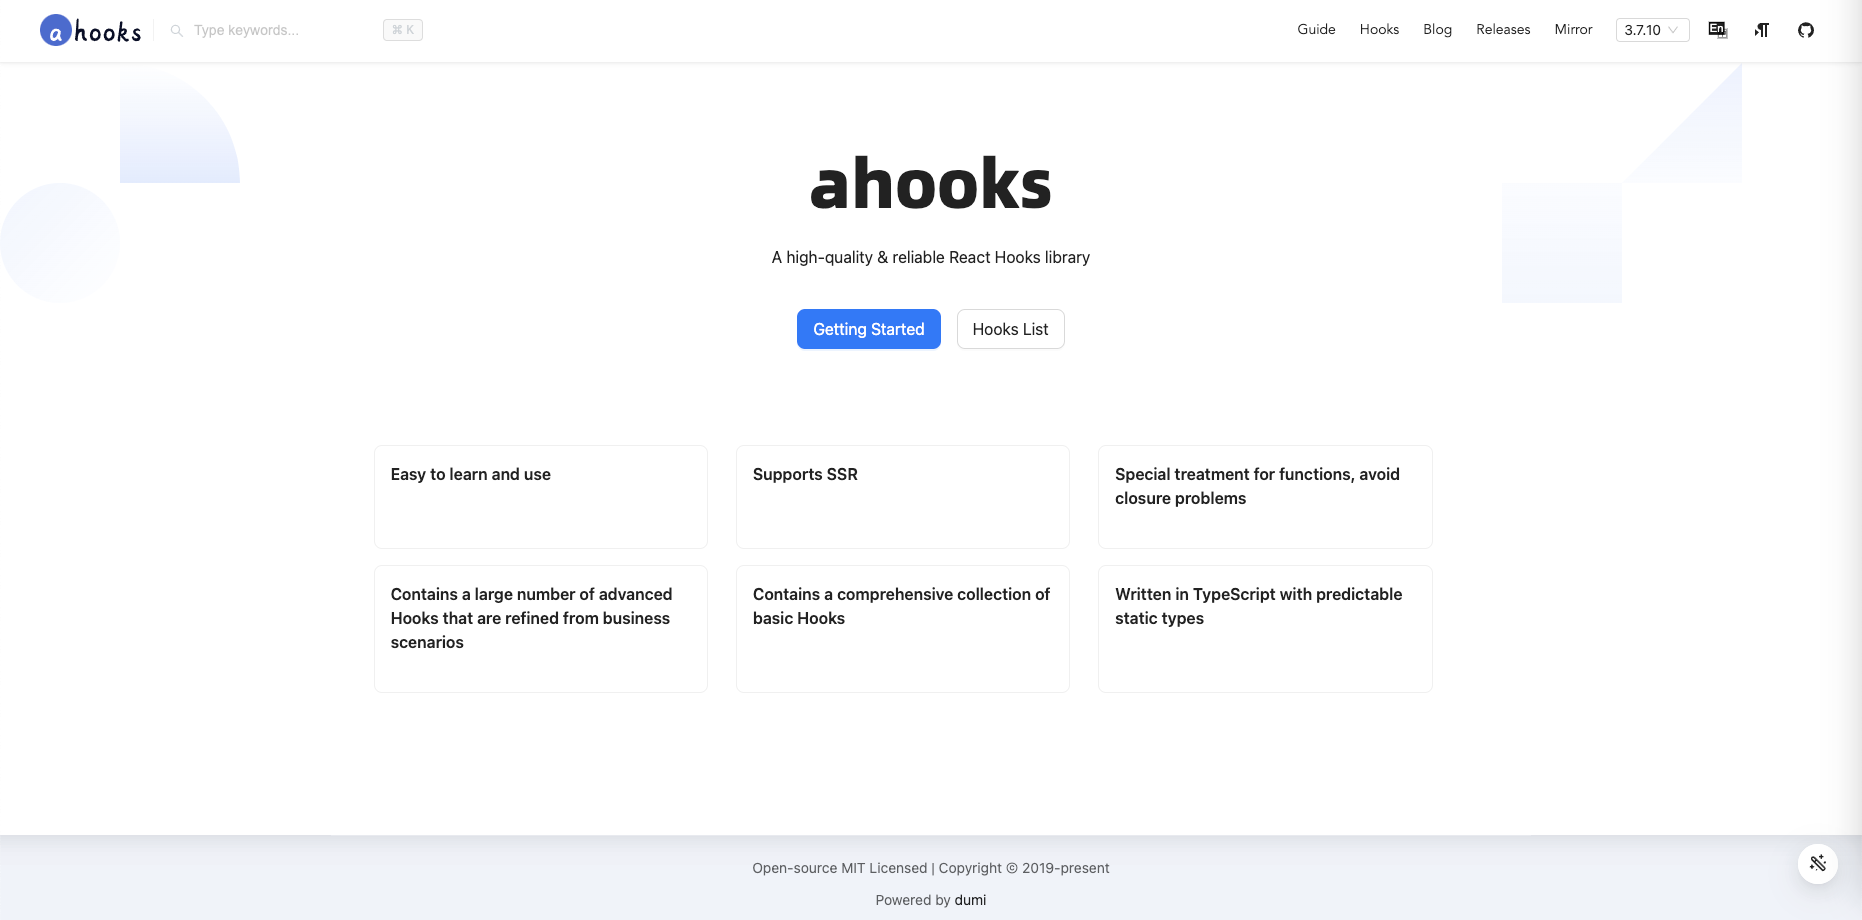 ahooks
Type keywords...
⌘ K
Guide
Hooks
Blog
Releases
Mirror
3.7.10
En
ahooks
A high-quality & reliable React Hooks library
Getting Started
Hooks List
Easy to learn and use
Supports SSR
Special treatment for functions, avoid
closure problems
Contains a large number of advanced
Hooks that are refined from business
scenarios
Contains a comprehensive collection of
basic Hooks
Written in TypeScript with predictable
static types
Open-source MIT Licensed | Copyright © 2019-present
Powered by dumi